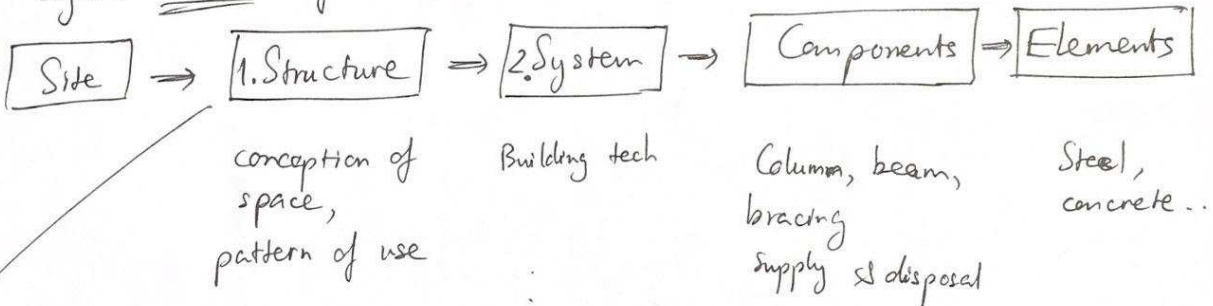 Site ⇒ 1. Structure ⇒ 2. System → Components ⇒ Elements
conception of space, pattern of use
Building tech
Column, beam, bracing
supply & disposal
Steel, concrete..